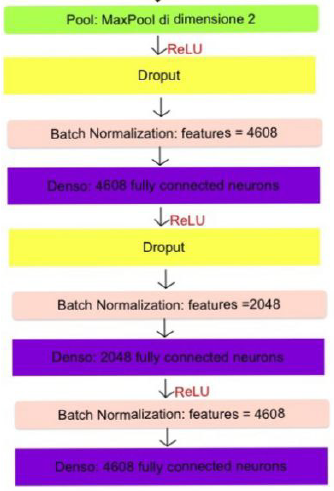 Pool: MaxPool di dimensione 2
ReLU
Droput
Batch Normalization: features = 4608
Denso: 4608 fully connected neurons
ReLU
Droput
Batch Normalization: features =2048
Denso: 2048 fully connected neurons
ReLU
Batch Normalization: features = 4608
Denso: 4608 fully connected neurons